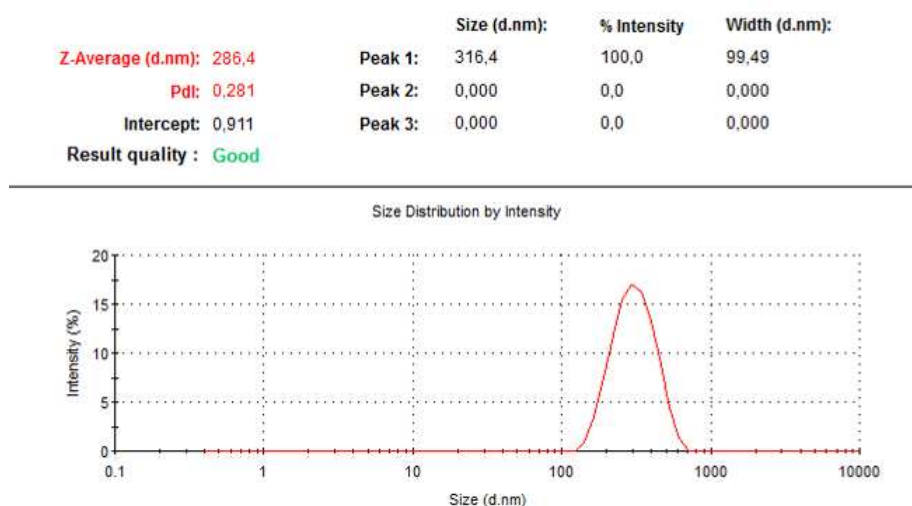 Size (d.nm): % Intensity Width (d.nm):
Z-Average (d.nm): 286,4 Peak 1: 316,4 100,0 99,49
PdI: 0,281 Peak 2: 0,000 0,0 0,000
Intercept: 0,911 Peak 3: 0,000 0,0 0,000
Result quality : Good
Size Distribution by Intensity
20
15
10
5
0
Intensity (%)
0.1 1 10 100 1000 10000
Size (d.nm)